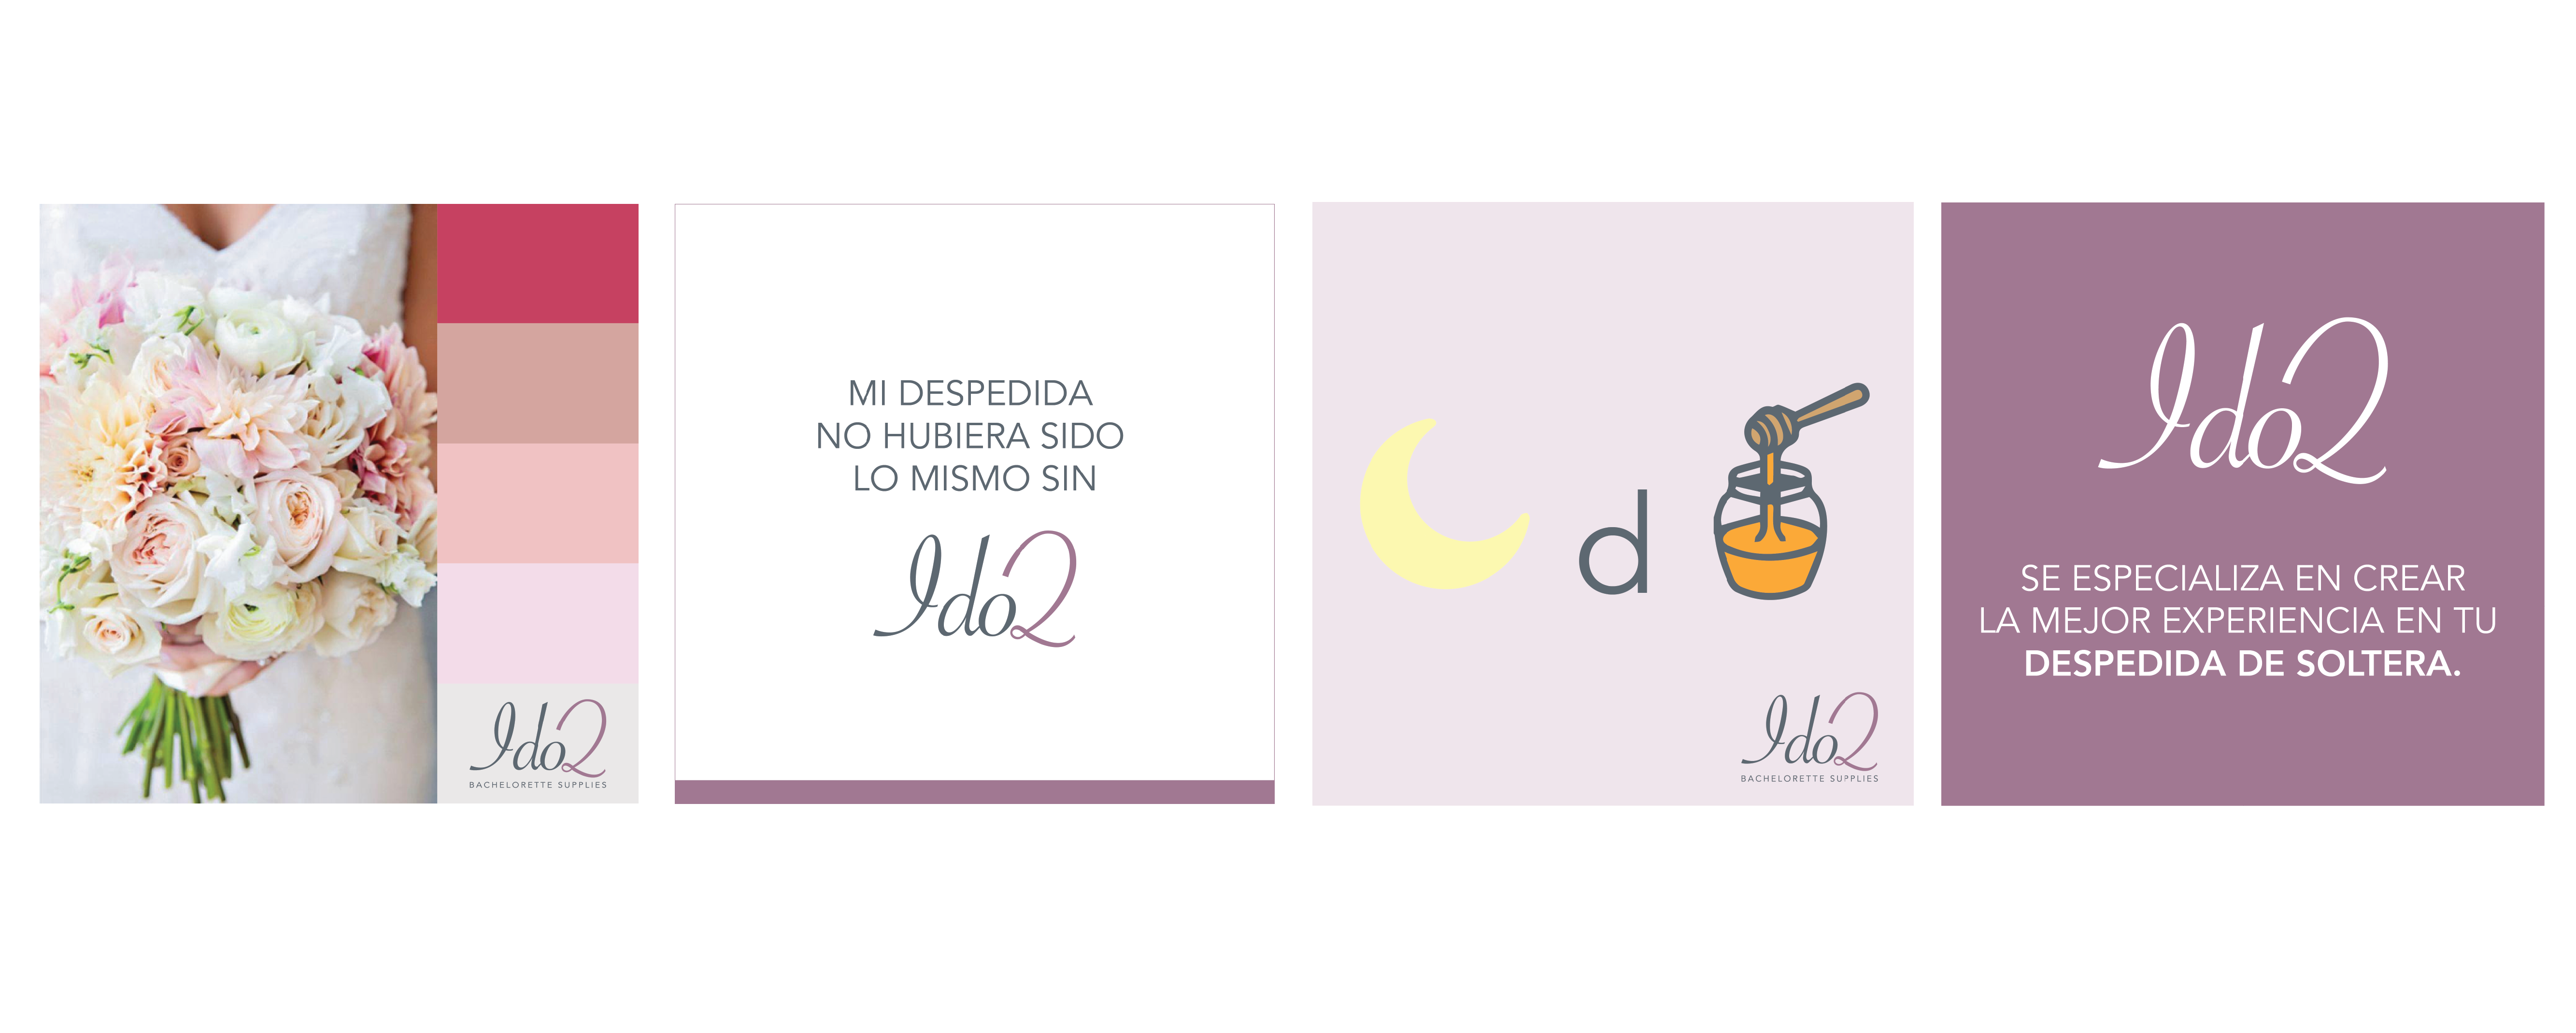 Ido2
BACHELORETTE SUPPLIES
MI DESPEDIDA
NO HUBIERA SIDO
LO MISMO SIN
Ido2
d
Ido2
BACHELORETTE SUPPLIES
Ido2
SE ESPECIALIZA EN CREAR
LA MEJOR EXPERIENCIA EN TU
DESPEDIDA DE SOLTERA.